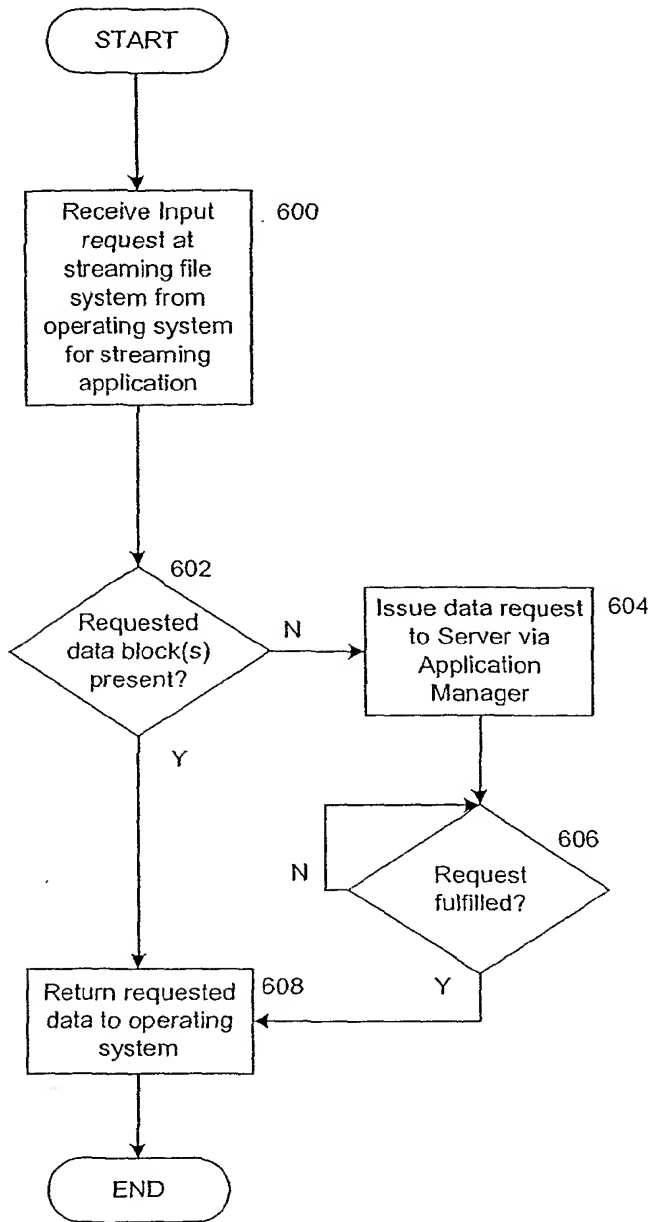 START
Receive Input
request at
streaming file
system from
operating system
for streaming
application
600
602
Requested
data block(s)
present?
N
Y
Issue data request
to Server via
Application
Manager
604
606
Request
fulfilled?
N
Y
Return requested
data to operating
system
608
END